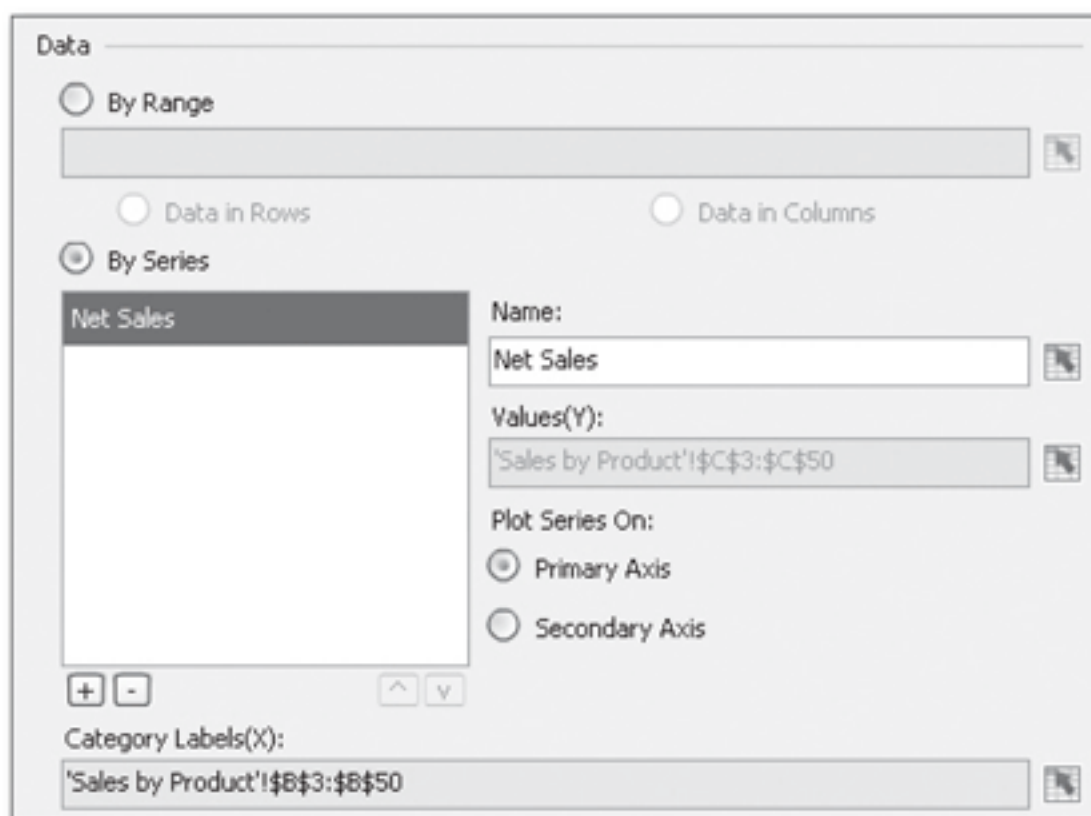 Data
By Range
Data in Rows Data in Columns
By Series
Net Sales
Name:
Net Sales
Values(Y):
'Sales by Product'!$C$3:$C$50
Plot Series On:
Primary Axis
Secondary Axis
+ - ^ v
Category Labels(X):
'Sales by Product'!$B$3:$B$50